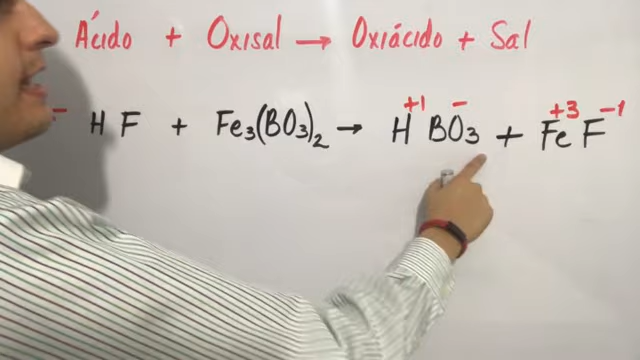 Ácido + Oxisal → Oxiácido + Sal
- H F + Fe₃(BO₃)₂ → H⁺¹ BO₃⁻ + Fe⁺³ F⁻¹